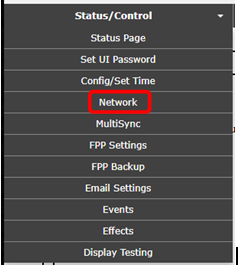 Status/Control
Status Page
Set UI Password
Config/Set Time
Network
MultiSync
FPP Settings
FPP Backup
Email Settings
Events
Effects
Display Testing